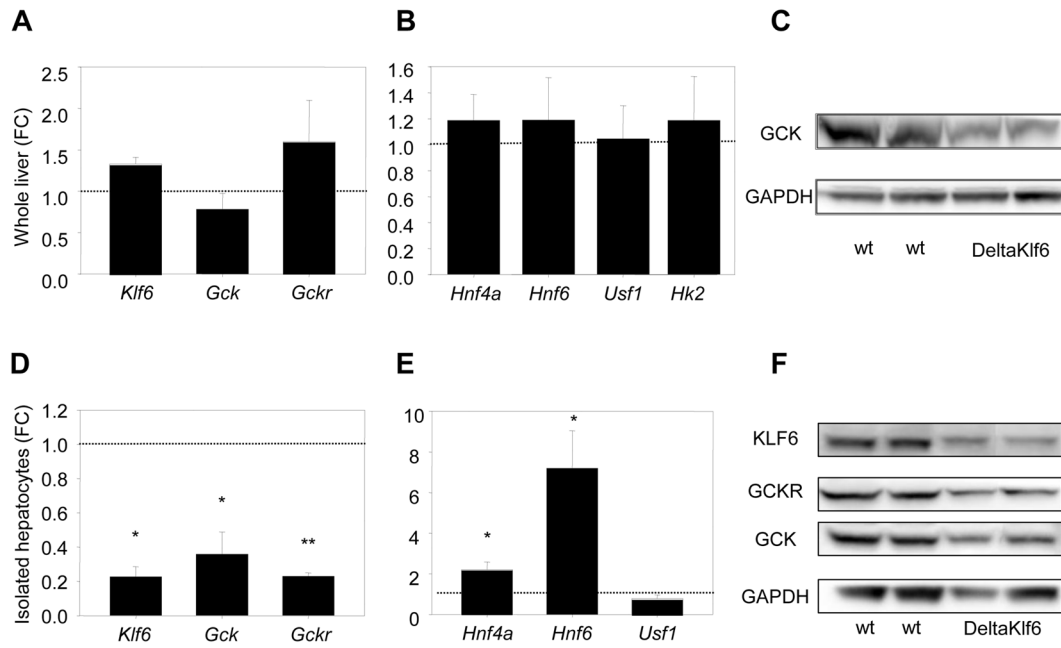 A
B
C
Whole liver (FC)
2.5
2.0
1.5
1.0
0.5
0.0
Klf6 Gck Gckr
1.6
1.4
1.2
1.0
0.8
0.6
0.4
0.2
0.0
Hnf4a Hnf6 Usf1 Hk2
GCK
GAPDH
wt wt DeltaKlf6
D
E
F
Isolated hepatocytes (FC)
1.2
1.0
0.8
0.6
0.4
0.2
0.0
* * **
Klf6 Gck Gckr
10
8
6
4
2
0
* *
Hnf4a Hnf6 Usf1
KLF6
GCKR
GCK
GAPDH
wt wt DeltaKlf6